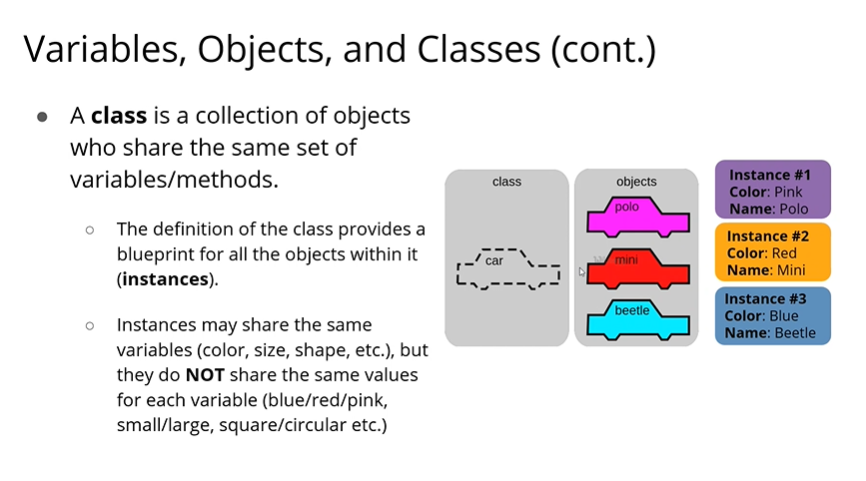 Variables, Objects, and Classes (cont.)
● A class is a collection of objects
who share the same set of
variables/methods.
○ The definition of the class provides a
blueprint for all the objects within it
(instances).
○ Instances may share the same
variables (color, size, shape, etc.), but
they do NOT share the same values
for each variable (blue/red/pink,
small/large, square/circular etc.)
class
car
objects
polo
mini
beetle
Instance #1
Color: Pink
Name: Polo
Instance #2
Color: Red
Name: Mini
Instance #3
Color: Blue
Name: Beetle